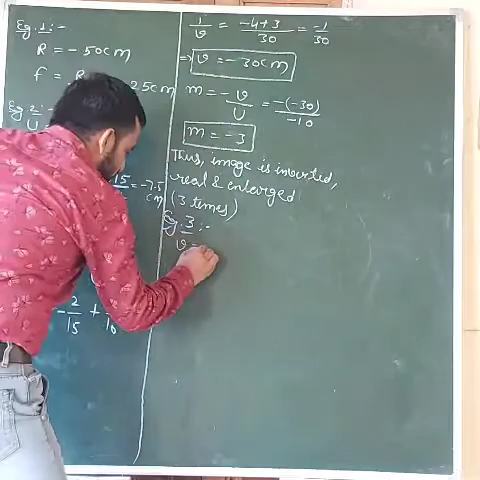 Eg. 1:-
R = - 50cm
f = R
25cm
Eg. 2:-
U =
15 = -7.5
cm
- 2/15 + 1/10
1/v = -4+3/30 = -1/30
⇒ v = -30cm
m = - v/U = -(-30)/-10
m = -3
Thus, image is inverted,
real & enlarged
(3 times)
Eg. 3:-
v =